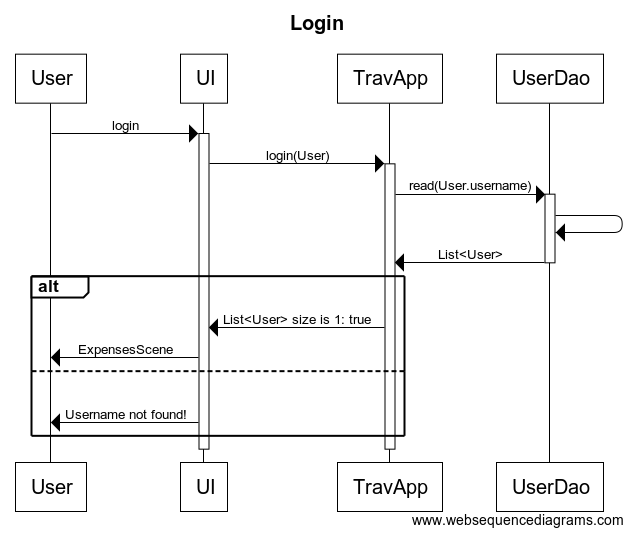 Login
User
UI
TravApp
UserDao
login
login(User)
read(User.username)
List<User>
alt
List<User> size is 1: true
ExpensesScene
Username not found!
User
UI
TravApp
UserDao
www.websequencediagrams.com